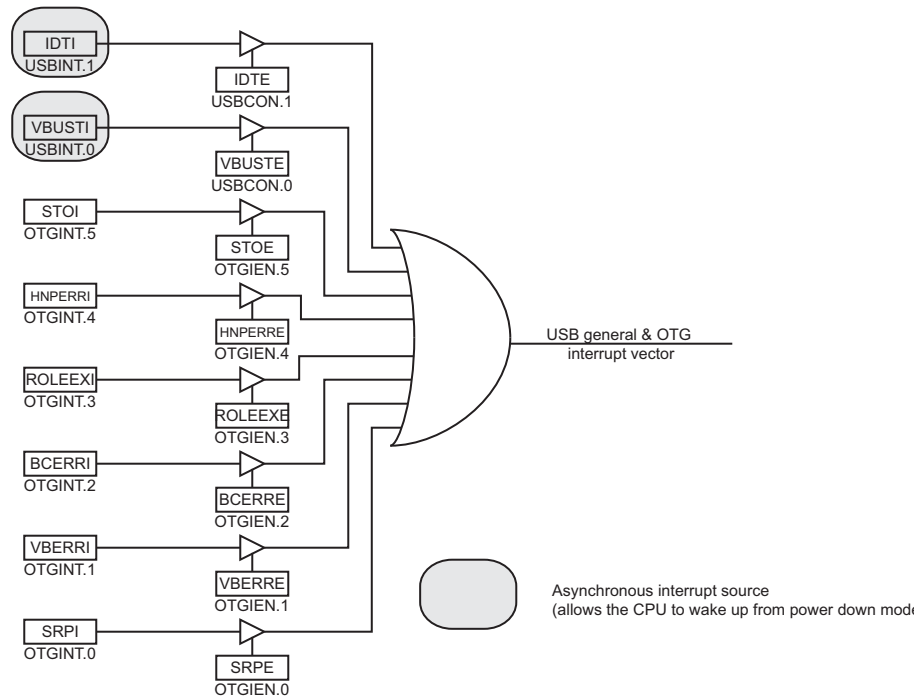 IDTI
USBINT.1
IDTE
USBCON.1
VBUSTI
USBINT.0
VBUSTE
USBCON.0
STOI
OTGINT.5
STOE
OTGIEN.5
HNPERRI
OTGINT.4
HNPERRE
OTGIEN.4
USB general & OTG
interrupt vector
ROLEEXI
OTGINT.3
ROLEEXE
OTGIEN.3
BCERRI
OTGINT.2
BCERRE
OTGIEN.2
VBERRI
OTGINT.1
VBERRE
OTGIEN.1
Asynchronous interrupt source
(allows the CPU to wake up from power down mode
SRPI
OTGINT.0
SRPE
OTGIEN.0